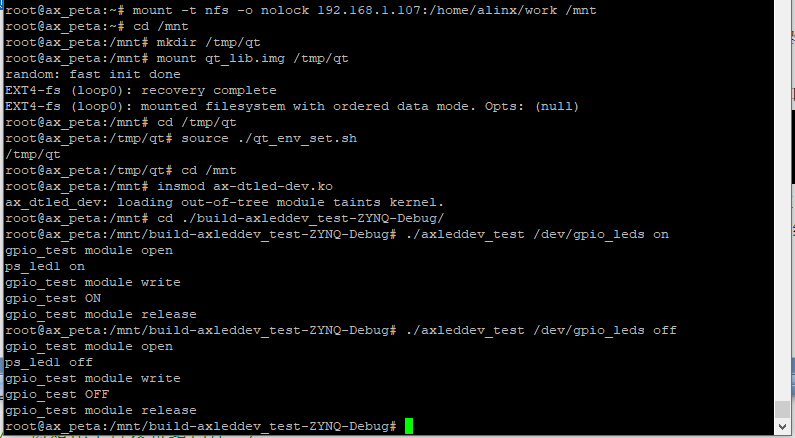 root@ax_peta:~# mount -t nfs -o nolock 192.168.1.107:/home/alinx/work /mnt
root@ax_peta:~# cd /mnt
root@ax_peta:/mnt# mkdir /tmp/qt
root@ax_peta:/mnt# mount qt_lib.img /tmp/qt
random: fast init done
EXT4-fs (loop0): recovery complete
EXT4-fs (loop0): mounted filesystem with ordered data mode. Opts: (null)
root@ax_peta:/mnt# cd /tmp/qt
root@ax_peta:/tmp/qt# source ./qt_env_set.sh
/tmp/qt
root@ax_peta:/tmp/qt# cd /mnt
root@ax_peta:/mnt# insmod ax-dtled-dev.ko
ax_dtled_dev: loading out-of-tree module taints kernel.
root@ax_peta:/mnt# cd ./build-axleddev_test-ZYNQ-Debug/
root@ax_peta:/mnt/build-axleddev_test-ZYNQ-Debug# ./axleddev_test /dev/gpio_leds on
gpio_test module open
ps_led1 on
gpio_test module write
gpio_test ON
gpio_test module release
root@ax_peta:/mnt/build-axleddev_test-ZYNQ-Debug# ./axleddev_test /dev/gpio_leds off
gpio_test module open
ps_led1 off
gpio_test module write
gpio_test OFF
gpio_test module release
root@ax_peta:/mnt/build-axleddev_test-ZYNQ-Debug#